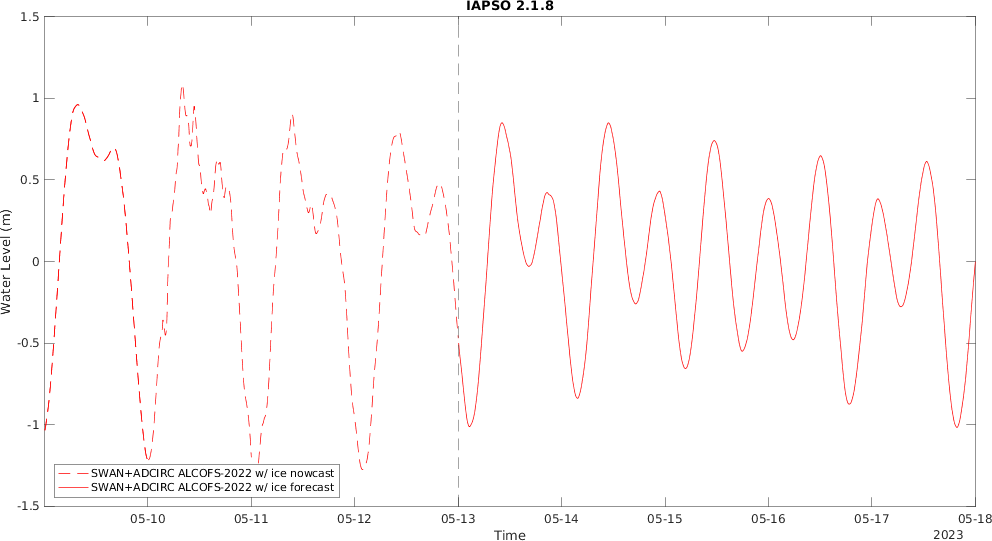 IAPSO 2.1.8
1.5
1
0.5
0
-0.5
-1
-1.5
Water Level (m)
SWAN+ADCIRC ALCOFS-2022 w/ ice nowcast
SWAN+ADCIRC ALCOFS-2022 w/ ice forecast
05-10 05-11 05-12 05-13 05-14 05-15 05-16 05-17 05-18
Time
2023